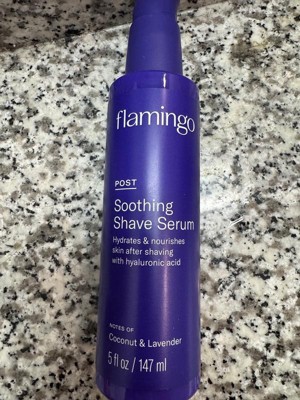 flamingo
POST
Soothing
Shave Serum
Hydrates & nourishes
skin after shaving
with hyaluronic acid
NOTES OF
Coconut & Lavender
5 fl oz / 147 ml